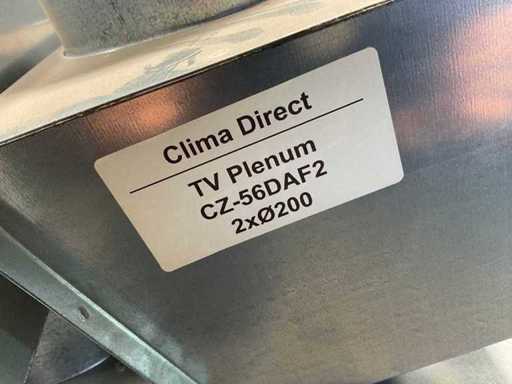 Clima Direct
TV Plenum
CZ-56DAF2
2xØ200